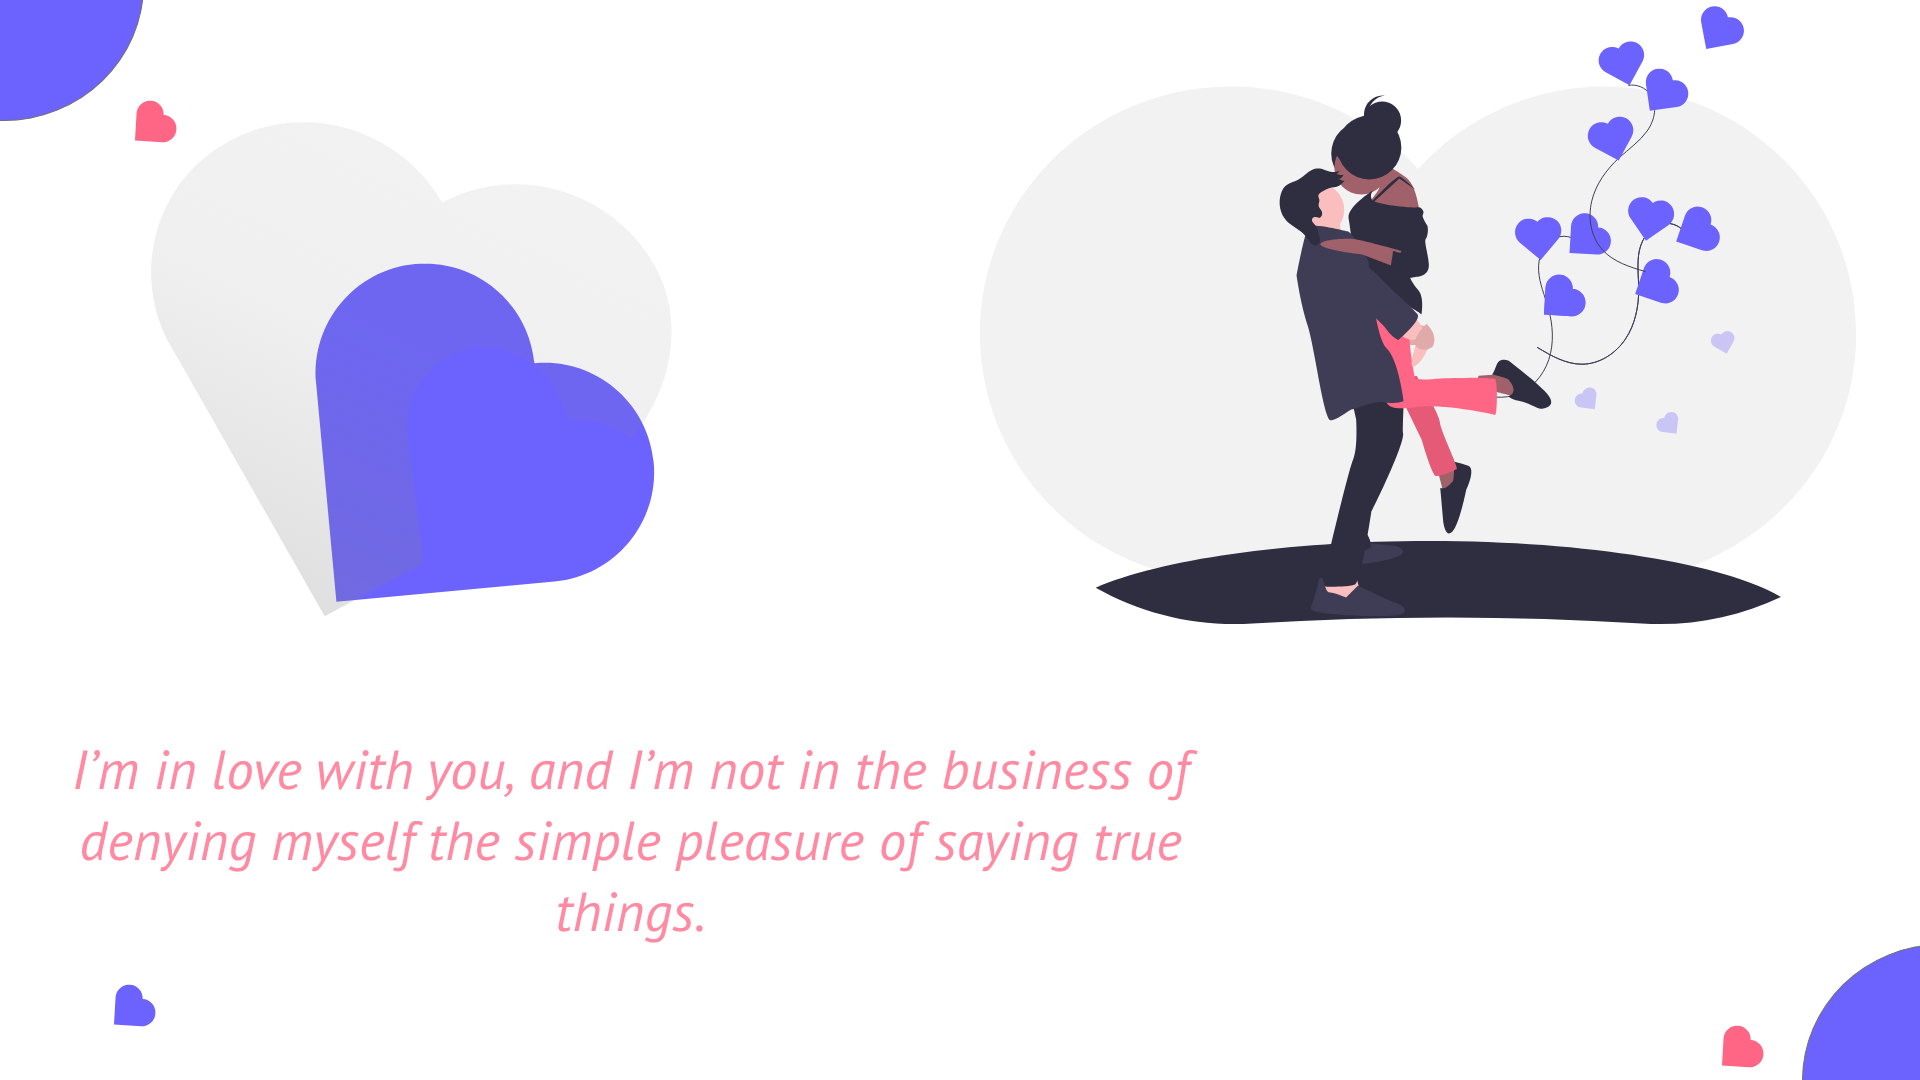 I’m in love with you, and I’m not in the business of
denying myself the simple pleasure of saying true
things.